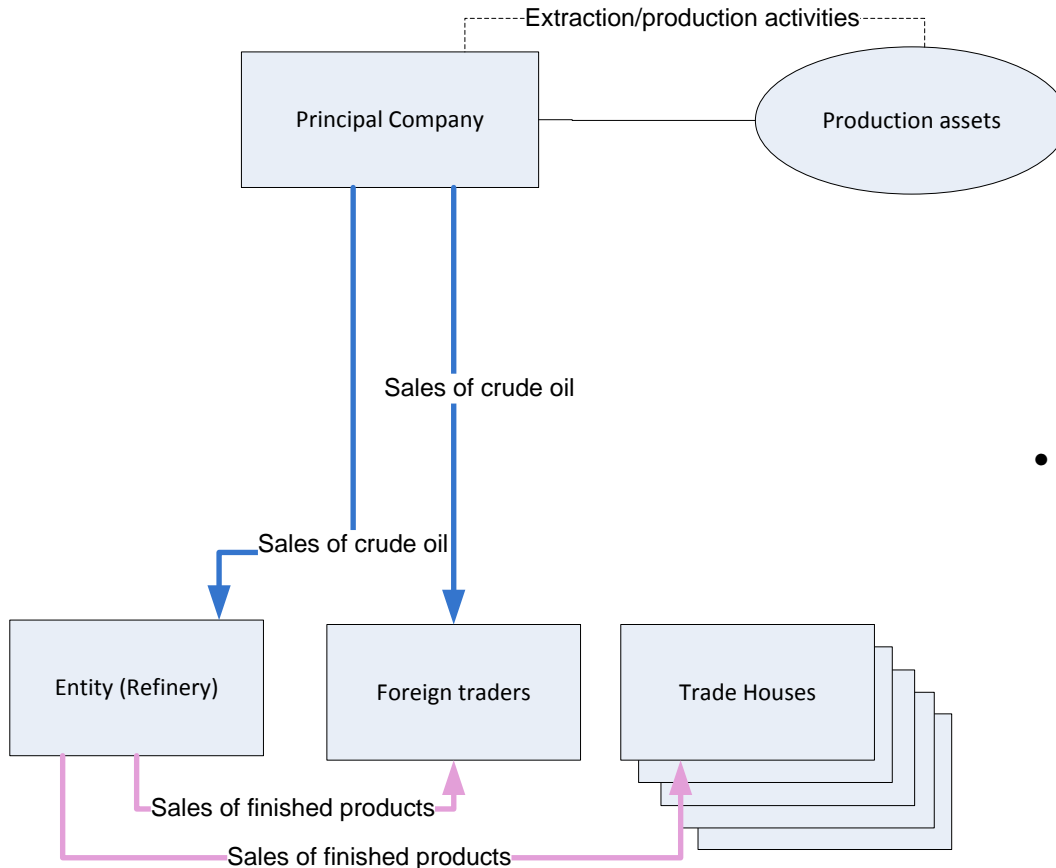 Extraction/production activities
Principal Company
Production assets
Sales of crude oil
•
Sales of crude oil
Entity (Refinery)
Foreign traders
Trade Houses
Sales of finished products
Sales of finished products